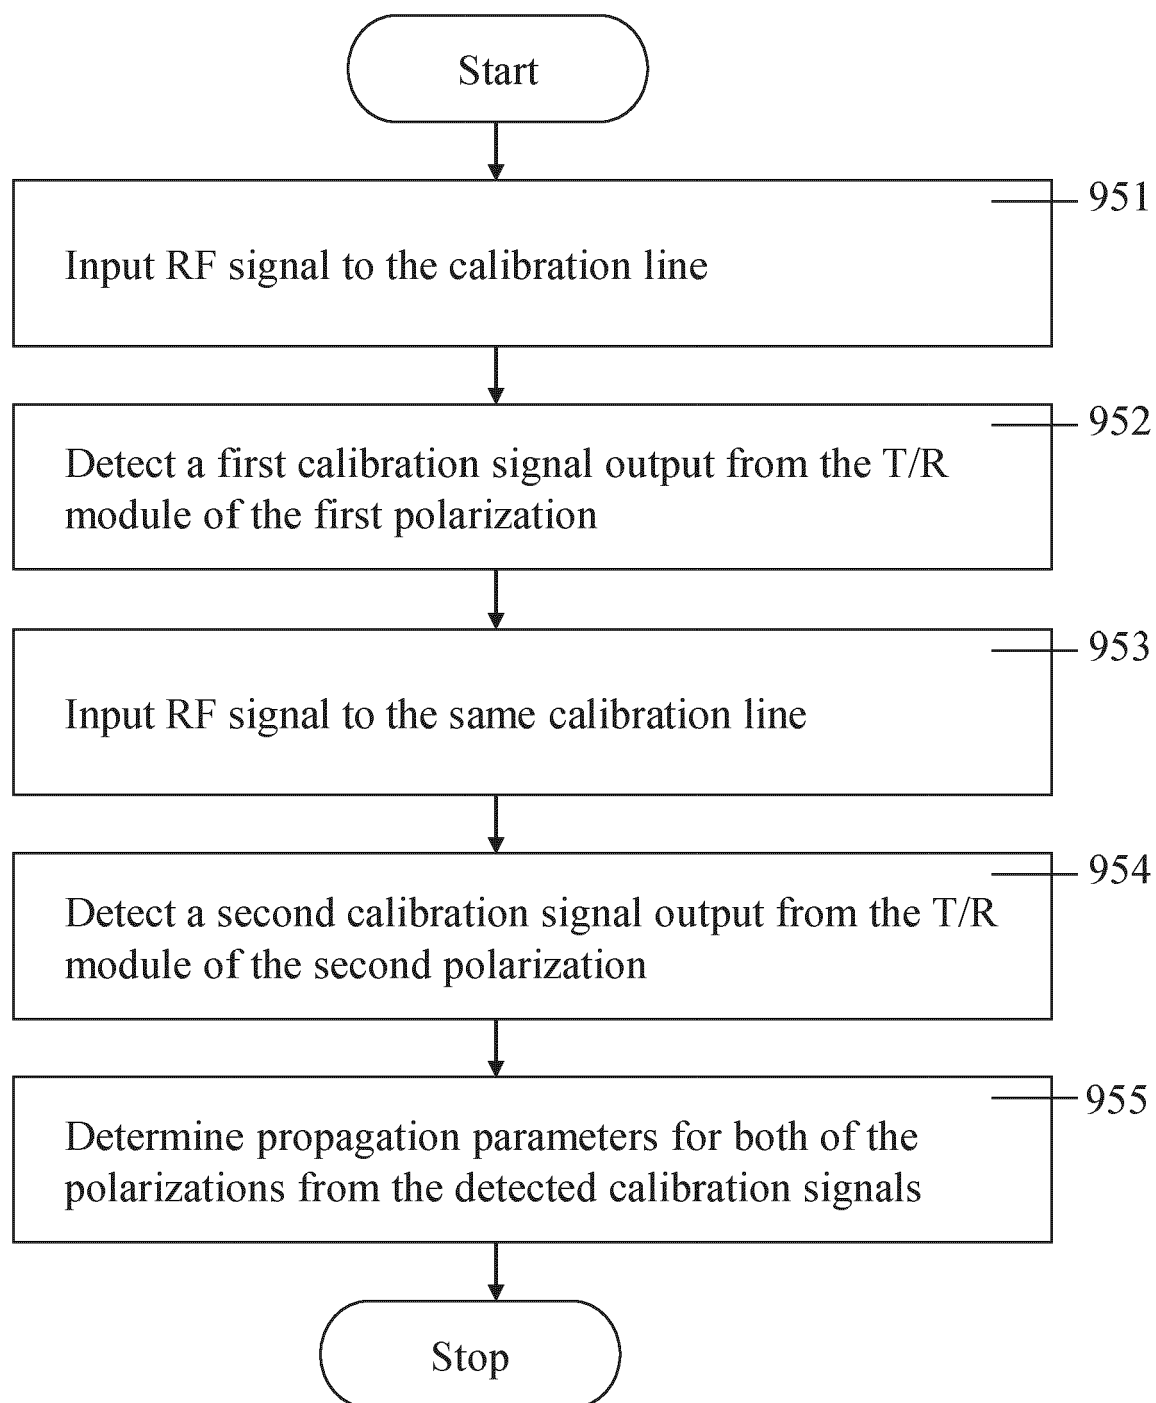 Start
951
Input RF signal to the calibration line
952
Detect a first calibration signal output from the T/R
module of the first polarization
953
Input RF signal to the same calibration line
954
Detect a second calibration signal output from the T/R
module of the second polarization
955
Determine propagation parameters for both of the
polarizations from the detected calibration signals
Stop